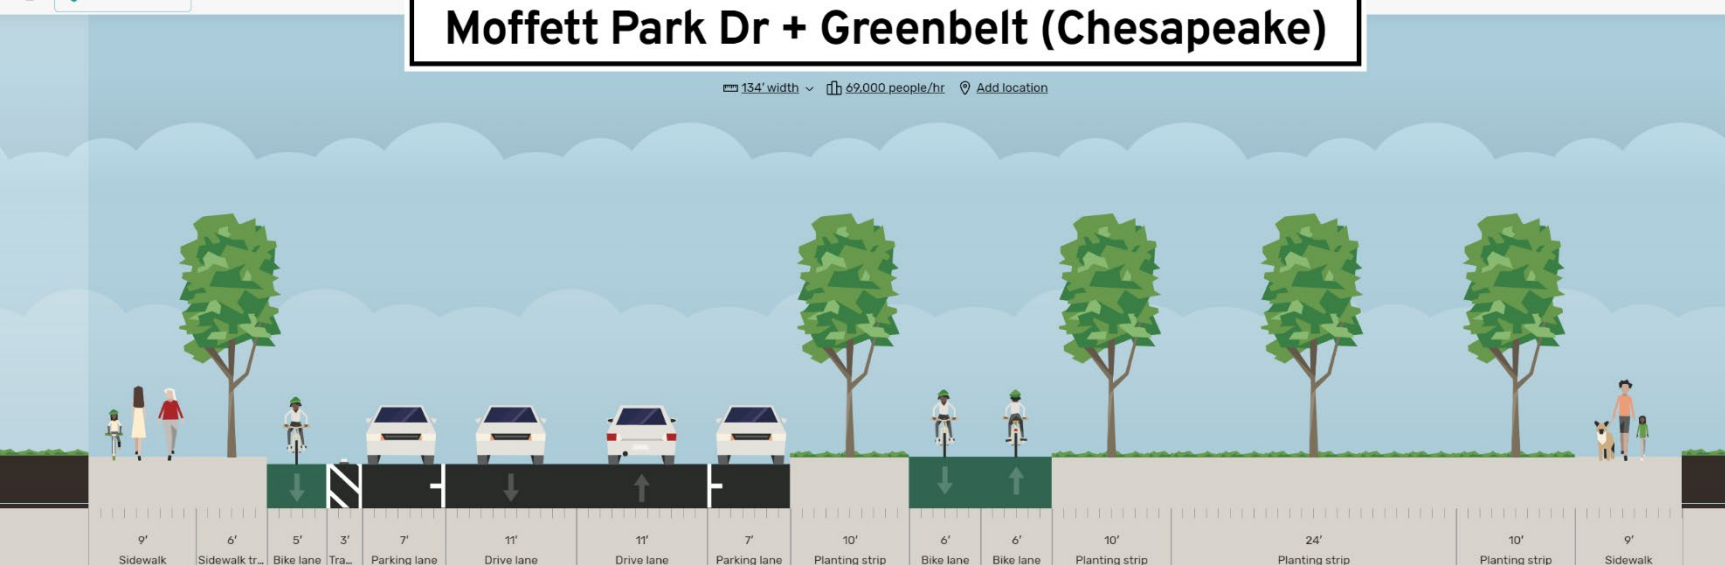 Moffett Park Dr + Greenbelt (Chesapeake)
134' width 69,000 people/hr Add location
9' 6' 5' 3' 7' 11' 11' 7' 10' 6' 6' 10' 24' 10' 9'
Sidewalk Sidewalk tr... Bike lane Tra... Parking lane Drive lane Drive lane Parking lane Planting strip Bike lane Bike lane Planting strip Planting strip Planting strip Sidewalk